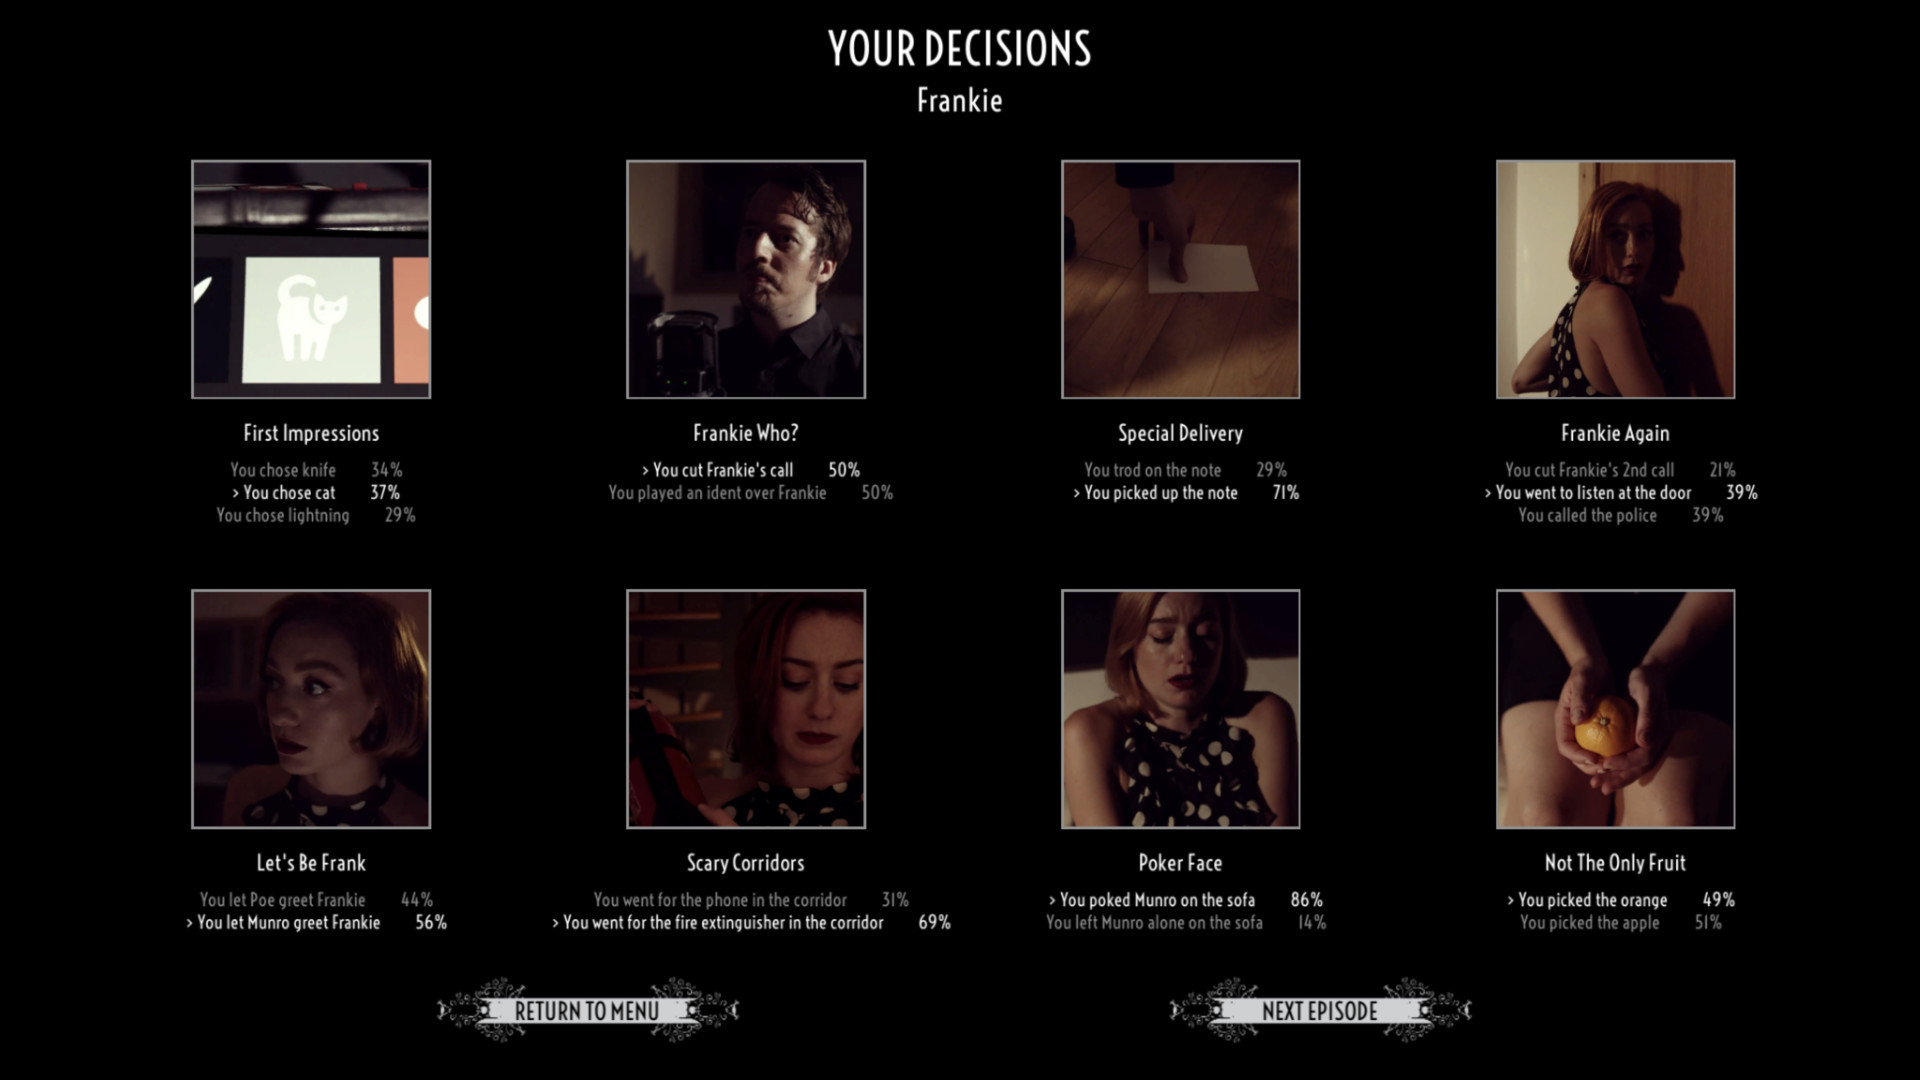 YOUR DECISIONS
Frankie
First Impressions
You chose knife 34%
> You chose cat 37%
You chose lightning 29%
Frankie Who?
> You cut Frankie's call 50%
You played an ident over Frankie 50%
Special Delivery
You trod on the note 29%
> You picked up the note 71%
Frankie Again
You cut Frankie's 2nd call 21%
> You went to listen at the door 39%
You called the police 39%
Let's Be Frank
You let Poe greet Frankie 44%
> You let Munro greet Frankie 56%
Scary Corridors
You went for the phone in the corridor 31%
> You went for the fire extinguisher in the corridor 69%
Poker Face
> You poked Munro on the sofa 86%
You left Munro alone on the sofa 14%
Not The Only Fruit
> You picked the orange 49%
You picked the apple 51%
RETURN TO MENU
NEXT EPISODE